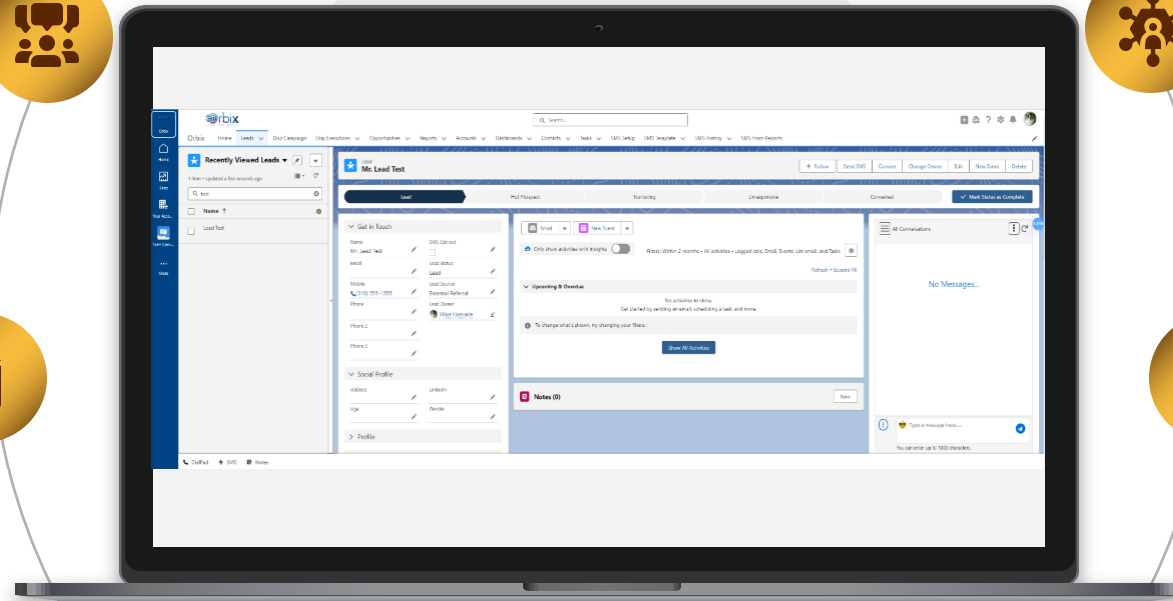 Orbix
Search...
Orbix
Orbix Home Leads Drip Campaign Drip Executions Opportunities Reports Accounts Dashboards Contacts Tasks SMS Setup SMS Template SMS History SMS From Reports
Home
Sales
Your Acco...
More
Recently Viewed Leads
1 item • Updated a few seconds ago
test
Name ↑
Lead Test
Lead
Mr. Lead Test
+ Follow Send SMS Convert Change Owner Edit New Event Delete
Lead Hot Prospect Nurturing Unresponsive Converted Mark Status as Complete
Get in Touch
Name SMS Opt out
Mr. Lead Test
Email Lead Status
Lead
Mobile Lead Source
External Referral
Phone Lead Owner
Phone 2
Phone 3
Social Profile
Address LinkedIn
Age Gender
Profile
Email New Event
Only show activities with insights
Filters: Within 2 months • All activities • Logged calls, Email, Events, List email, and Tasks
Refresh • Expand All
Upcoming & Overdue
No activities to show.
Get started by sending an email, scheduling a task, and more.
To change what's shown, try changing your filters.
Show All Activities
Notes (0) New
All Conversations
No Messages..
Type a message here....
You can enter up to 1600 characters
DialPad SMS Notes